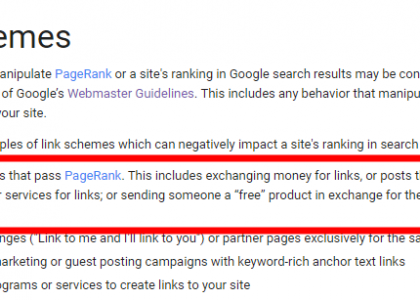 emes
anipulate PageRank or a site's ranking in Google search results may be con
of Google's Webmaster Guidelines. This includes any behavior that manipu
your site.
ples of link schemes which can negatively impact a site's ranking in search
s that pass PageRank. This includes exchanging money for links, or posts t
r services for links; or sending someone a “free” product in exchange for the
nges ("Link to me and I'll link to you") or partner pages exclusively for the sa
marketing or guest posting campaigns with keyword-rich anchor text links
ograms or services to create links to your site